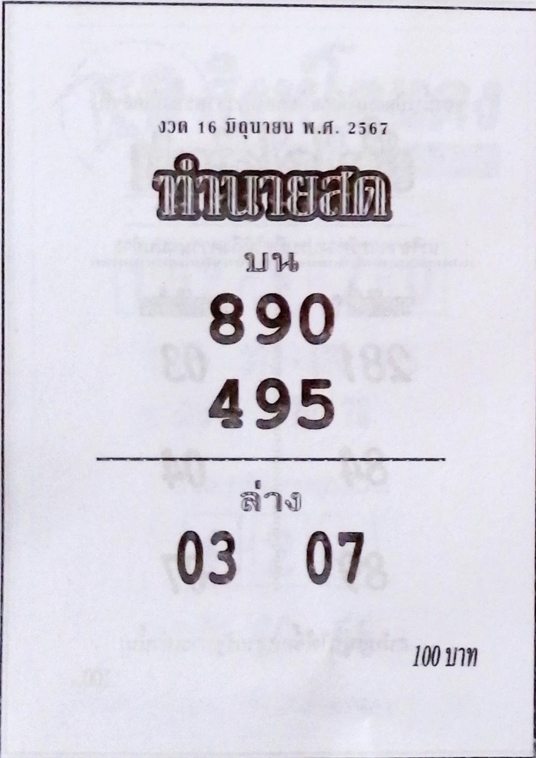 งวด 16 มิถุนายน พ.ศ. 2567
ทำนายสด
บน
890
495
ล่าง
03 07
100 บาท